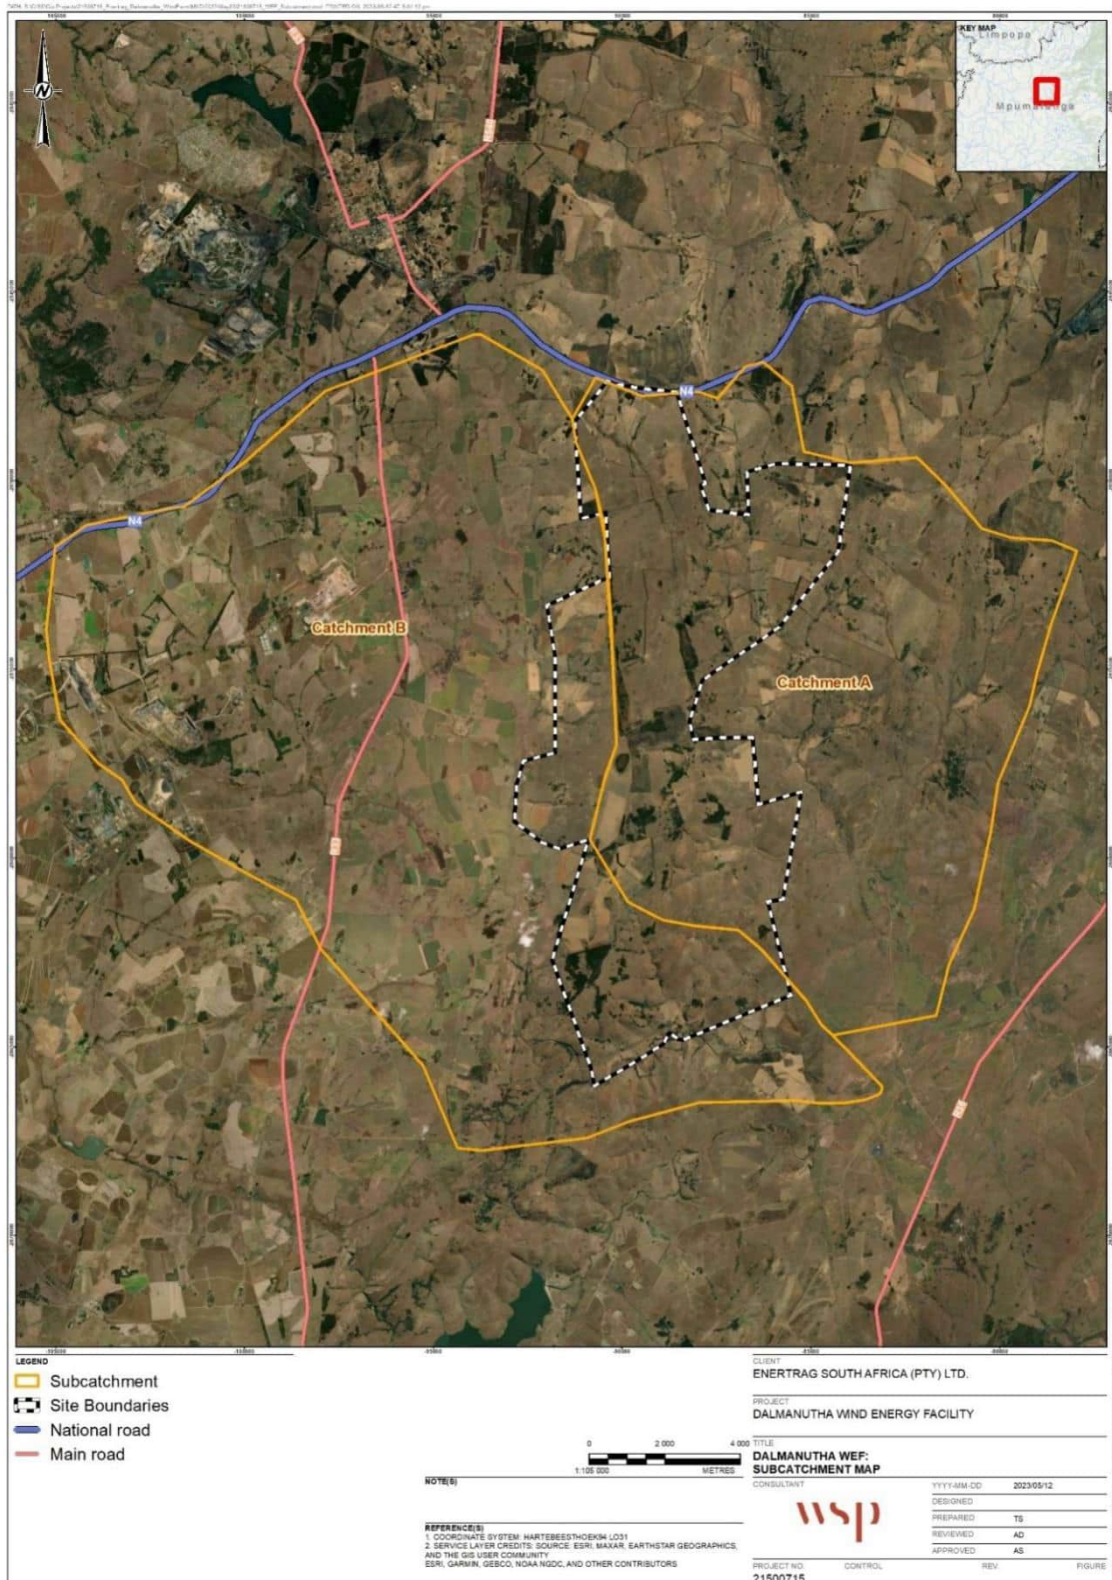 KEY MAP
Limpopo
Mpumalanga
N4
N4
Catchment B
Catchment A
LEGEND
Subcatchment
Site Boundaries
National road
Main road
0 2 000 4 000
1:105 000 METRES
NOTE(S)
REFERENCE(S)
1. COORDINATE SYSTEM: HARTEBEESTHOEK94 LO31
2. SERVICE LAYER CREDITS: SOURCE: ESRI, MAXAR, EARTHSTAR GEOGRAPHICS,
AND THE GIS USER COMMUNITY
ESRI, GARMIN, GEBCO, NOAA NGDC, AND OTHER CONTRIBUTORS
CLIENT
ENERTRAG SOUTH AFRICA (PTY) LTD.
PROJECT
DALMANUTHA WIND ENERGY FACILITY
TITLE
DALMANUTHA WEF:
SUBCATCHMENT MAP
CONSULTANT
wsp
YYYY-MM-DD 2023/05/12
DESIGNED
PREPARED TS
REVIEWED AD
APPROVED AS
PROJECT NO. CONTROL REV. FIGURE
21500715